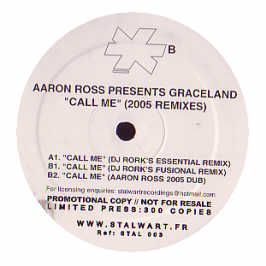 B
AARON ROSS PRESENTS GRACELAND
"CALL ME" (2005 REMIXES)
A1. "CALL ME" (DJ RORK'S ESSENTIAL REMIX)
B1. "CALL ME" (DJ RORK'S FUSIONAL REMIX)
B2. "CALL ME" (AARON ROSS 2005 DUB)
For licensing enquiries: stalwartrecordings@hotmail.com
PROMOTIONAL COPY // NOT FOR RESALE
LIMITED PRESS:300 COPIES
WWW.STALWART.FR
Ref: STAL 003